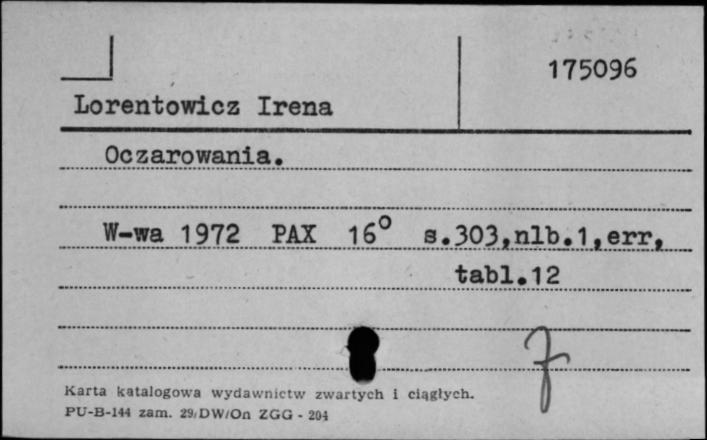 175096
Lorentowicz Irena
Oczarowania.
W-wa 1972 PAX 16° s.303,nlb.1,err,
tabl.12
Karta katalogowa wydawnictw zwartych i ciągłych.
PU-B-144 zam. 29/DW/On ZGG - 204